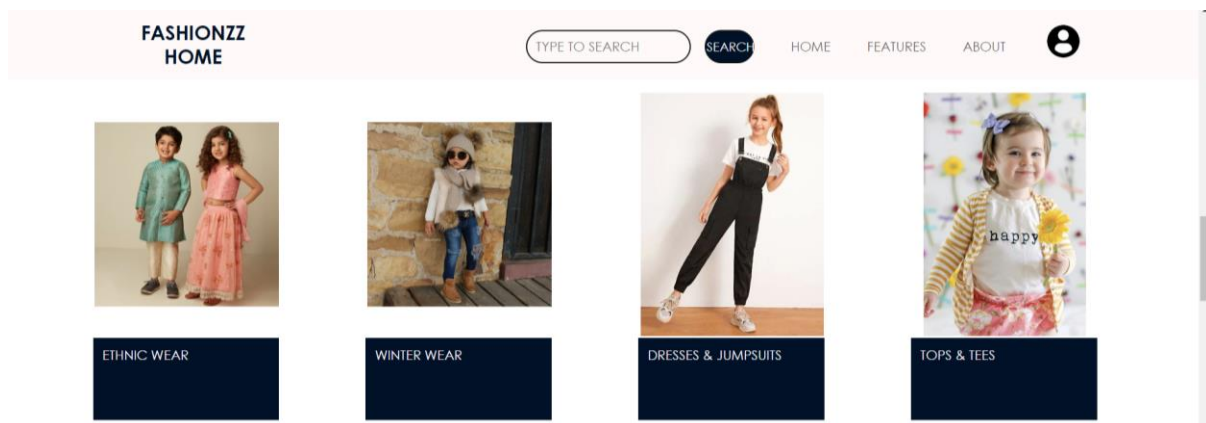 FASHIONZZ
HOME
TYPE TO SEARCH
SEARCH
HOME
FEATURES
ABOUT
happy
ETHNIC WEAR
WINTER WEAR
DRESSES & JUMPSUITS
TOPS & TEES